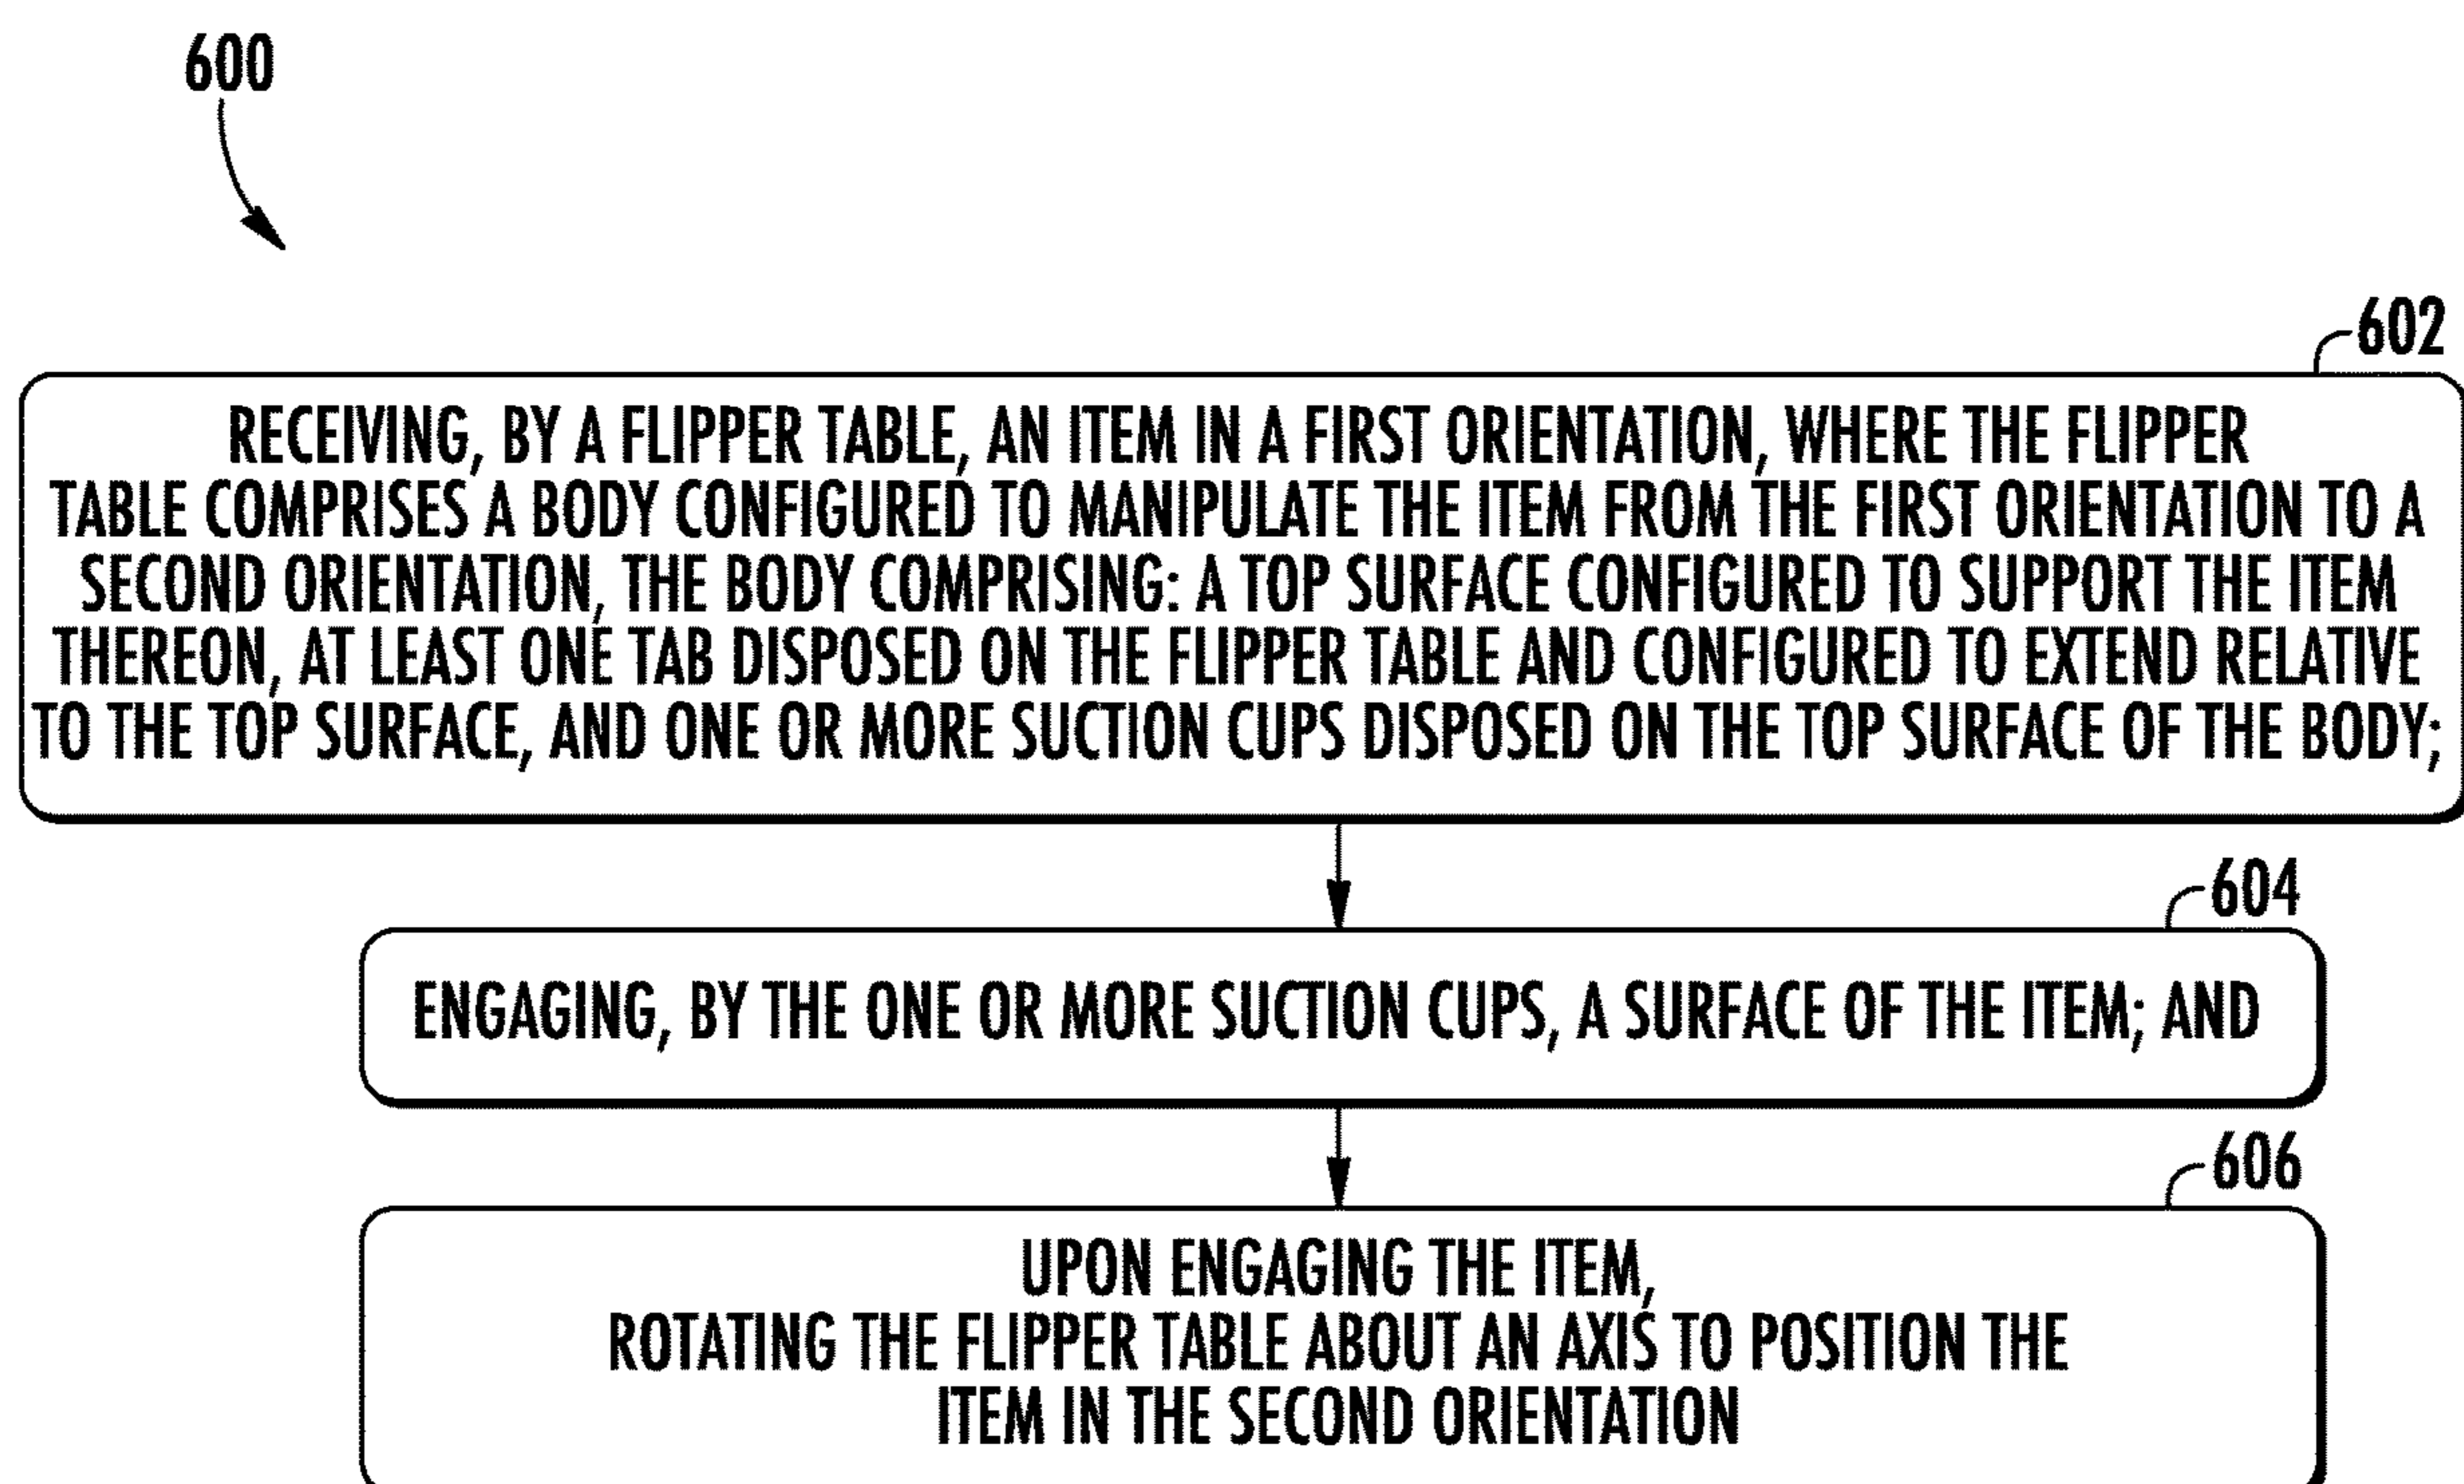 600
602
RECEIVING, BY A FLIPPER TABLE, AN ITEM IN A FIRST ORIENTATION, WHERE THE FLIPPER
TABLE COMPRISES A BODY CONFIGURED TO MANIPULATE THE ITEM FROM THE FIRST ORIENTATION TO A
SECOND ORIENTATION, THE BODY COMPRISING: A TOP SURFACE CONFIGURED TO SUPPORT THE ITEM
THEREON, AT LEAST ONE TAB DISPOSED ON THE FLIPPER TABLE AND CONFIGURED TO EXTEND RELATIVE
TO THE TOP SURFACE, AND ONE OR MORE SUCTION CUPS DISPOSED ON THE TOP SURFACE OF THE BODY;
604
ENGAGING, BY THE ONE OR MORE SUCTION CUPS, A SURFACE OF THE ITEM; AND
606
UPON ENGAGING THE ITEM,
ROTATING THE FLIPPER TABLE ABOUT AN AXIS TO POSITION THE
ITEM IN THE SECOND ORIENTATION